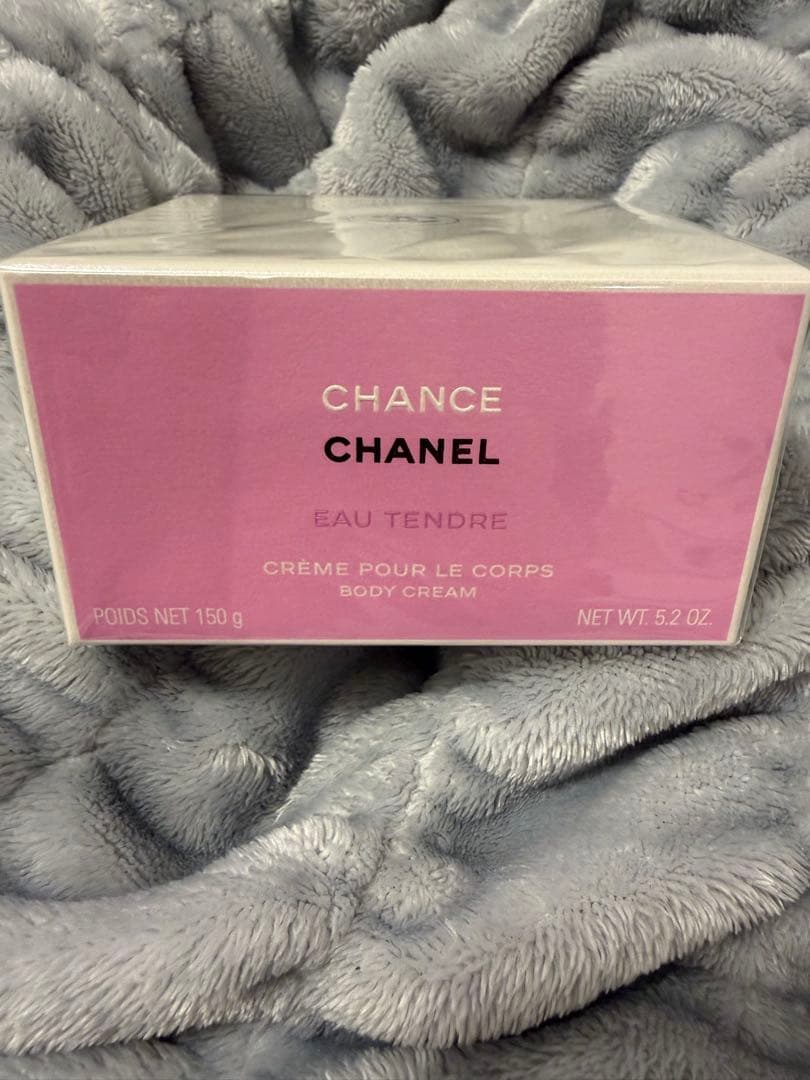 CHANCE
CHANEL
EAU TENDRE
CRÈME POUR LE CORPS
BODY CREAM
POIDS NET 150 g
NET WT. 5.2 OZ.